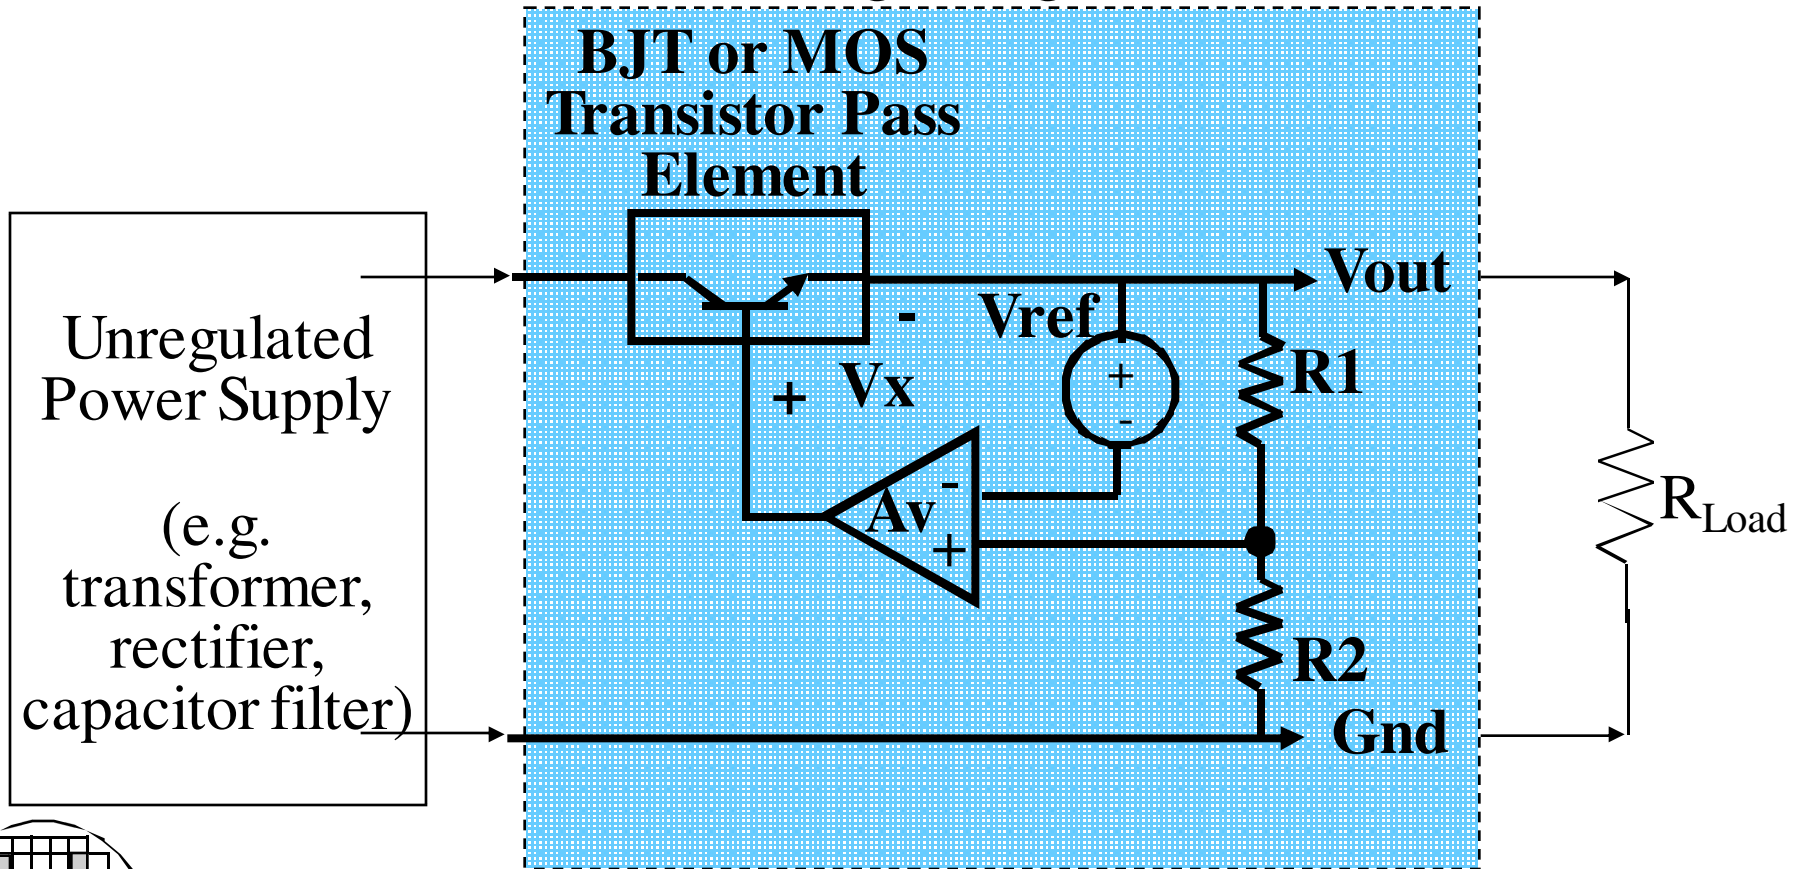 BJT or MOS
Transistor Pass
Element
Unregulated
Power Supply
(e.g.
transformer,
rectifier,
capacitor filter)
Vout
-
Vref
+
Vx
+
-
R1
-
Av
+
R2
Gnd
RLoad